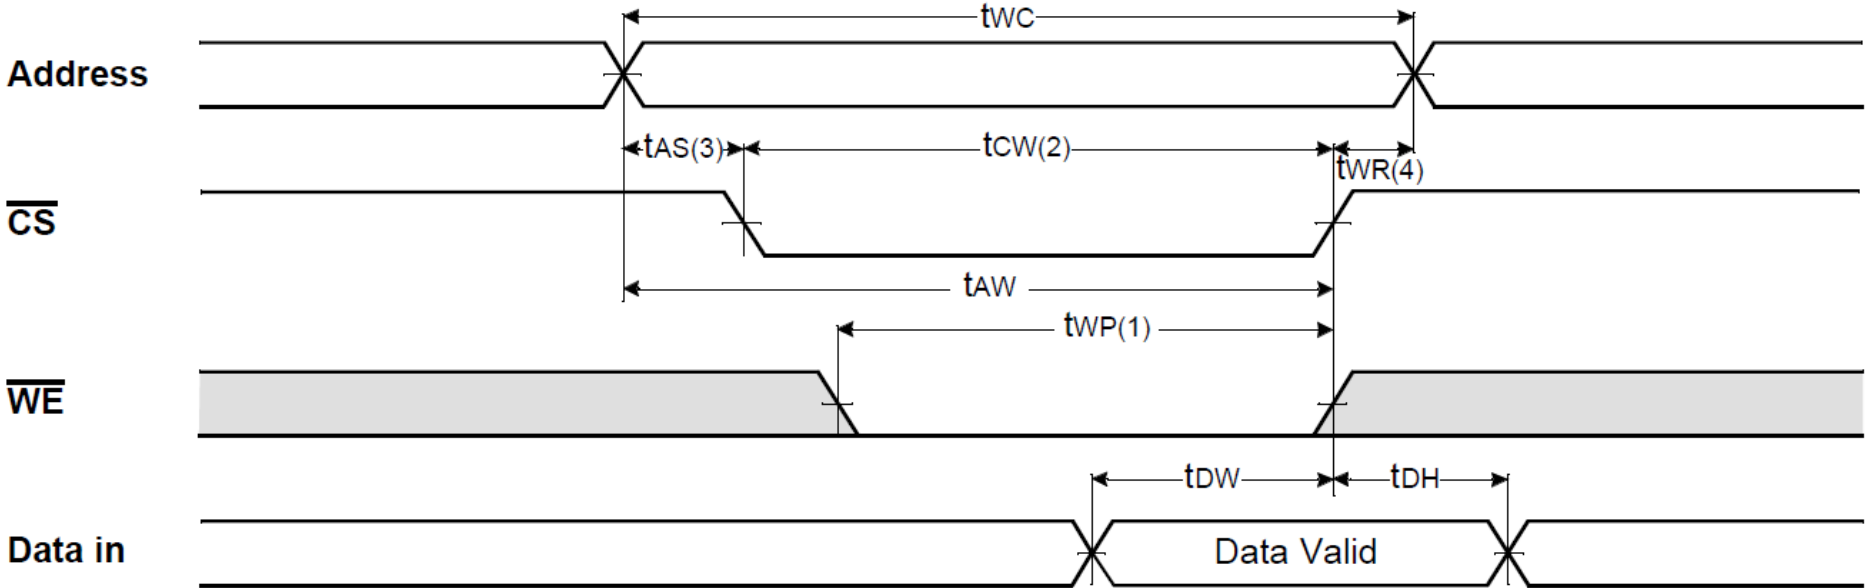 tWC
Address
tAS(3) tCW(2) tWR(4)
CS
tAW
tWP(1)
WE
tDW tDH
Data in Data Valid